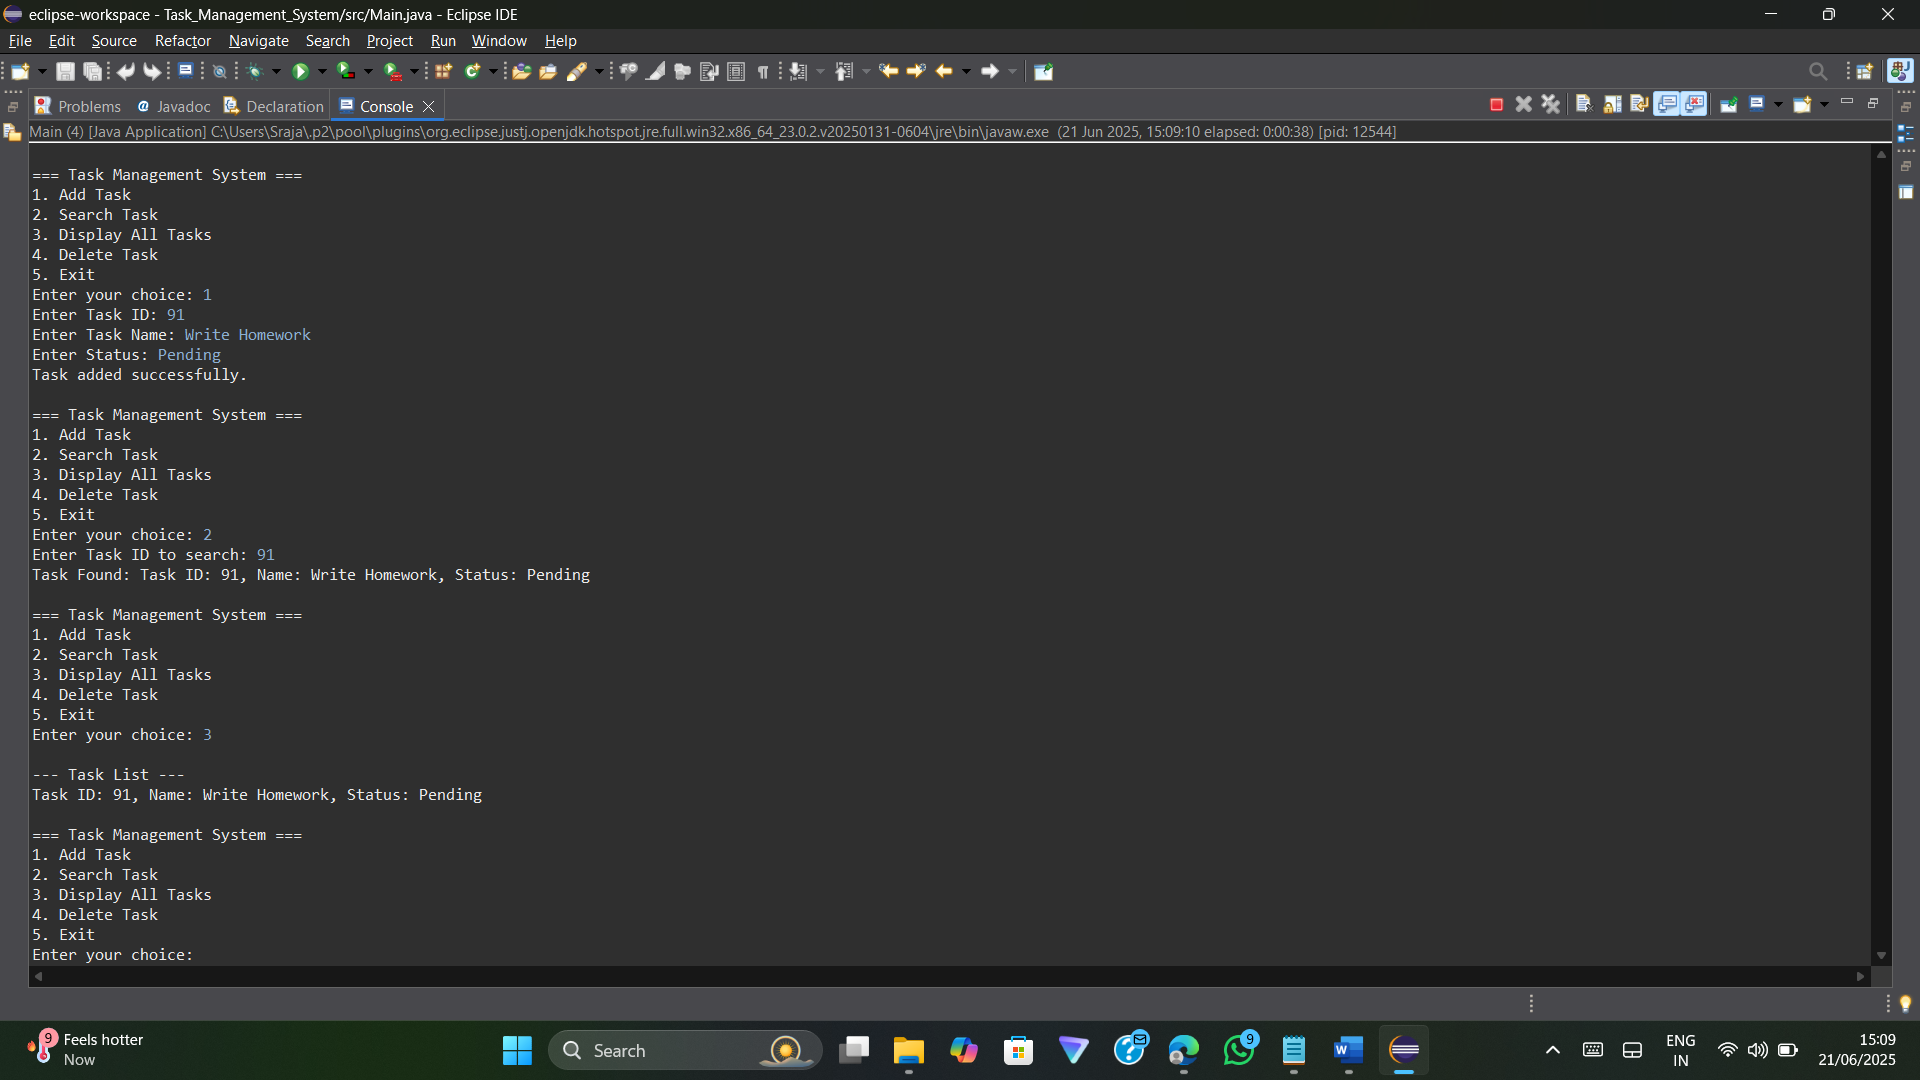 eclipse-workspace - Task_Management_System/src/Main.java - Eclipse IDE
File Edit Source Refactor Navigate Search Project Run Window Help
Problems @ Javadoc Declaration Console
Main (4) [Java Application] C:\Users\Sraja\.p2\pool\plugins\org.eclipse.justj.openjdk.hotspot.jre.full.win32.x86_64_23.0.2.v20250131-0604\jre\bin\javaw.exe (21 Jun 2025, 15:09:10 elapsed: 0:00:38) [pid: 12544]
=== Task Management System ===
1. Add Task
2. Search Task
3. Display All Tasks
4. Delete Task
5. Exit
Enter your choice: 1
Enter Task ID: 91
Enter Task Name: Write Homework
Enter Status: Pending
Task added successfully.
=== Task Management System ===
1. Add Task
2. Search Task
3. Display All Tasks
4. Delete Task
5. Exit
Enter your choice: 2
Enter Task ID to search: 91
Task Found: Task ID: 91, Name: Write Homework, Status: Pending
=== Task Management System ===
1. Add Task
2. Search Task
3. Display All Tasks
4. Delete Task
5. Exit
Enter your choice: 3
--- Task List ---
Task ID: 91, Name: Write Homework, Status: Pending
=== Task Management System ===
1. Add Task
2. Search Task
3. Display All Tasks
4. Delete Task
5. Exit
Enter your choice:
9 Feels hotter
Now
Search
9
ENG
IN
15:09
21/06/2025